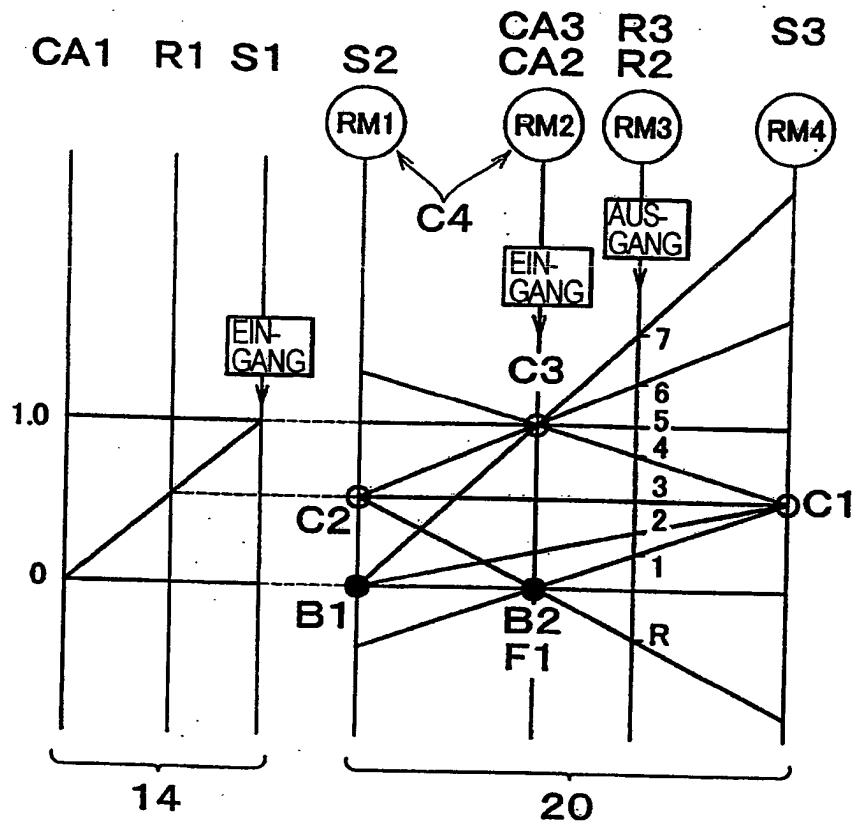 CA1 R1 S1 S2 CA3 R3 S3
CA2 R2
RM1 RM2 RM3 RM4
C4
AUS-
GANG
EIN-
GANG
EIN-
GANG
C3
7
6
5
4
3
2
1
R
1.0
0
C2
C1
B1
B2
F1
14
20